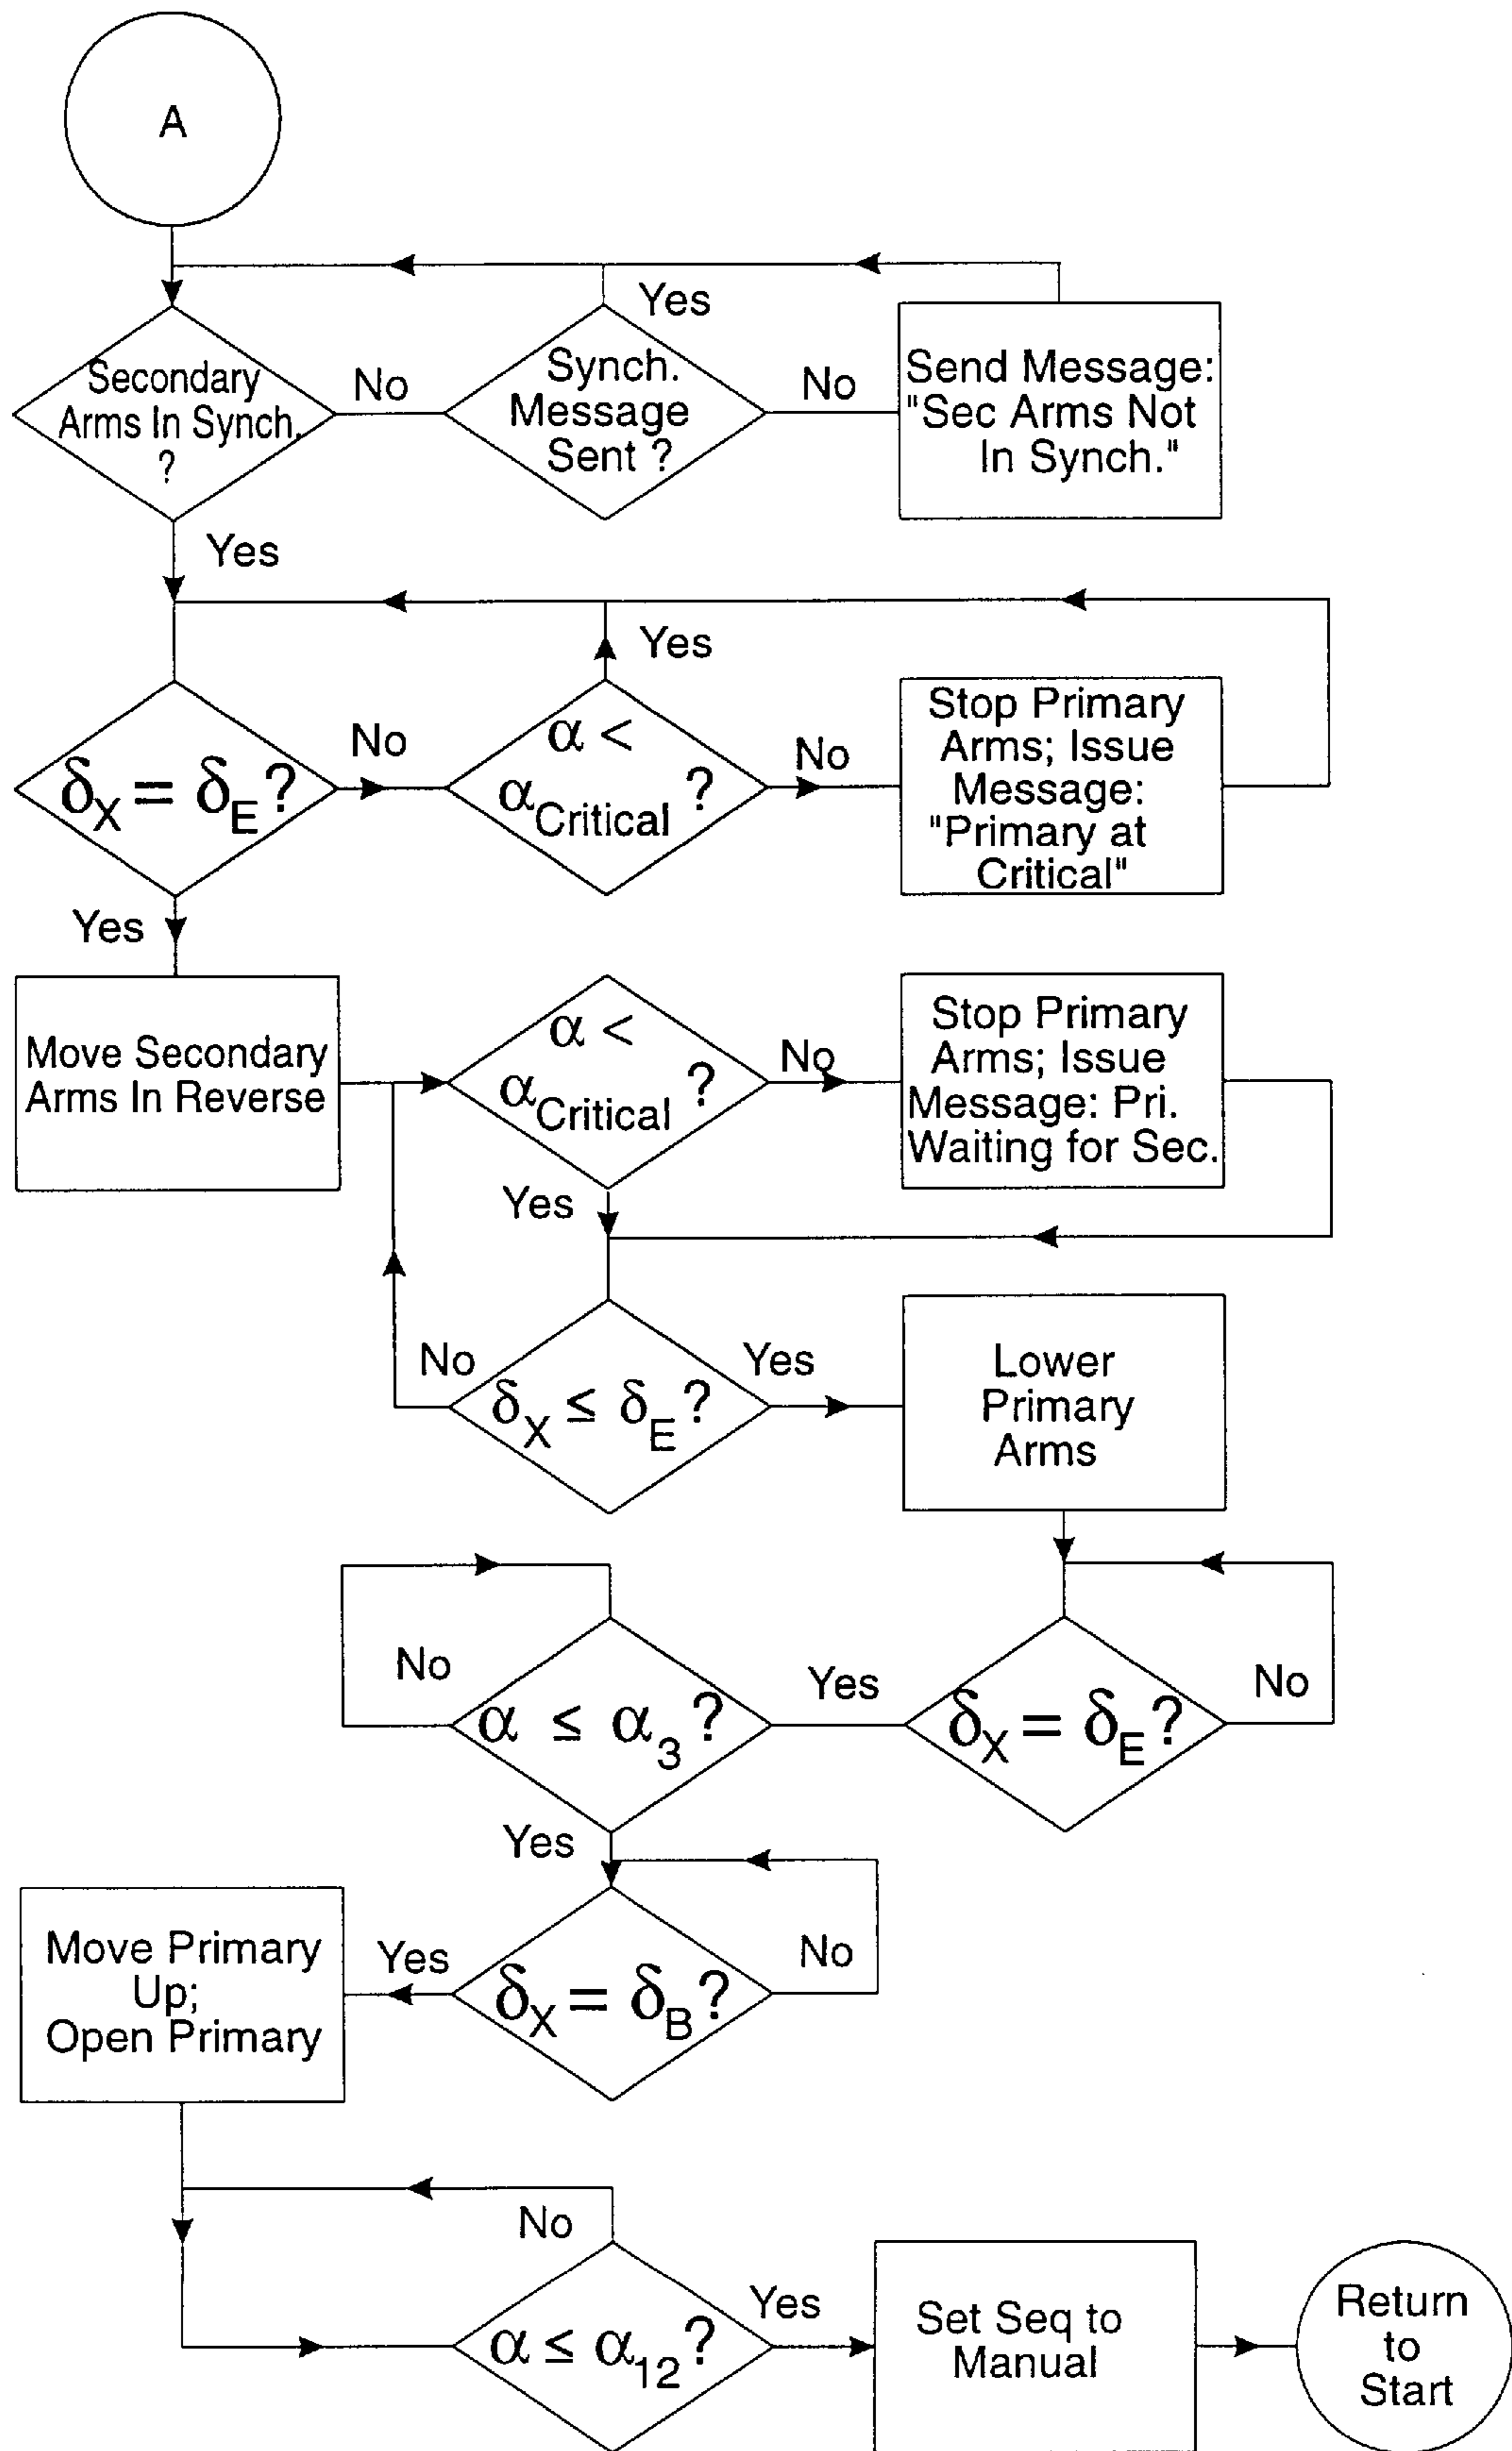 A
Yes
Secondary
Arms In Synch.
?
No
Synch.
Message
Sent ?
No
Send Message:
"Sec Arms Not
In Synch."
Yes
Yes
δX = δE ?
No
α <
αCritical ?
No
Stop Primary
Arms; Issue
Message:
"Primary at
Critical"
Yes
Move Secondary
Arms In Reverse
α <
αCritical ?
No
Stop Primary
Arms; Issue
Message: Pri.
Waiting for Sec.
Yes
No
δX ≤ δE ?
Yes
Lower
Primary
Arms
No
α ≤ α3 ?
Yes
δX = δE ?
No
Yes
Move Primary
Up;
Open Primary
Yes
δX = δB ?
No
No
α ≤ α12 ?
Yes
Set Seq to
Manual
Return
to
Start